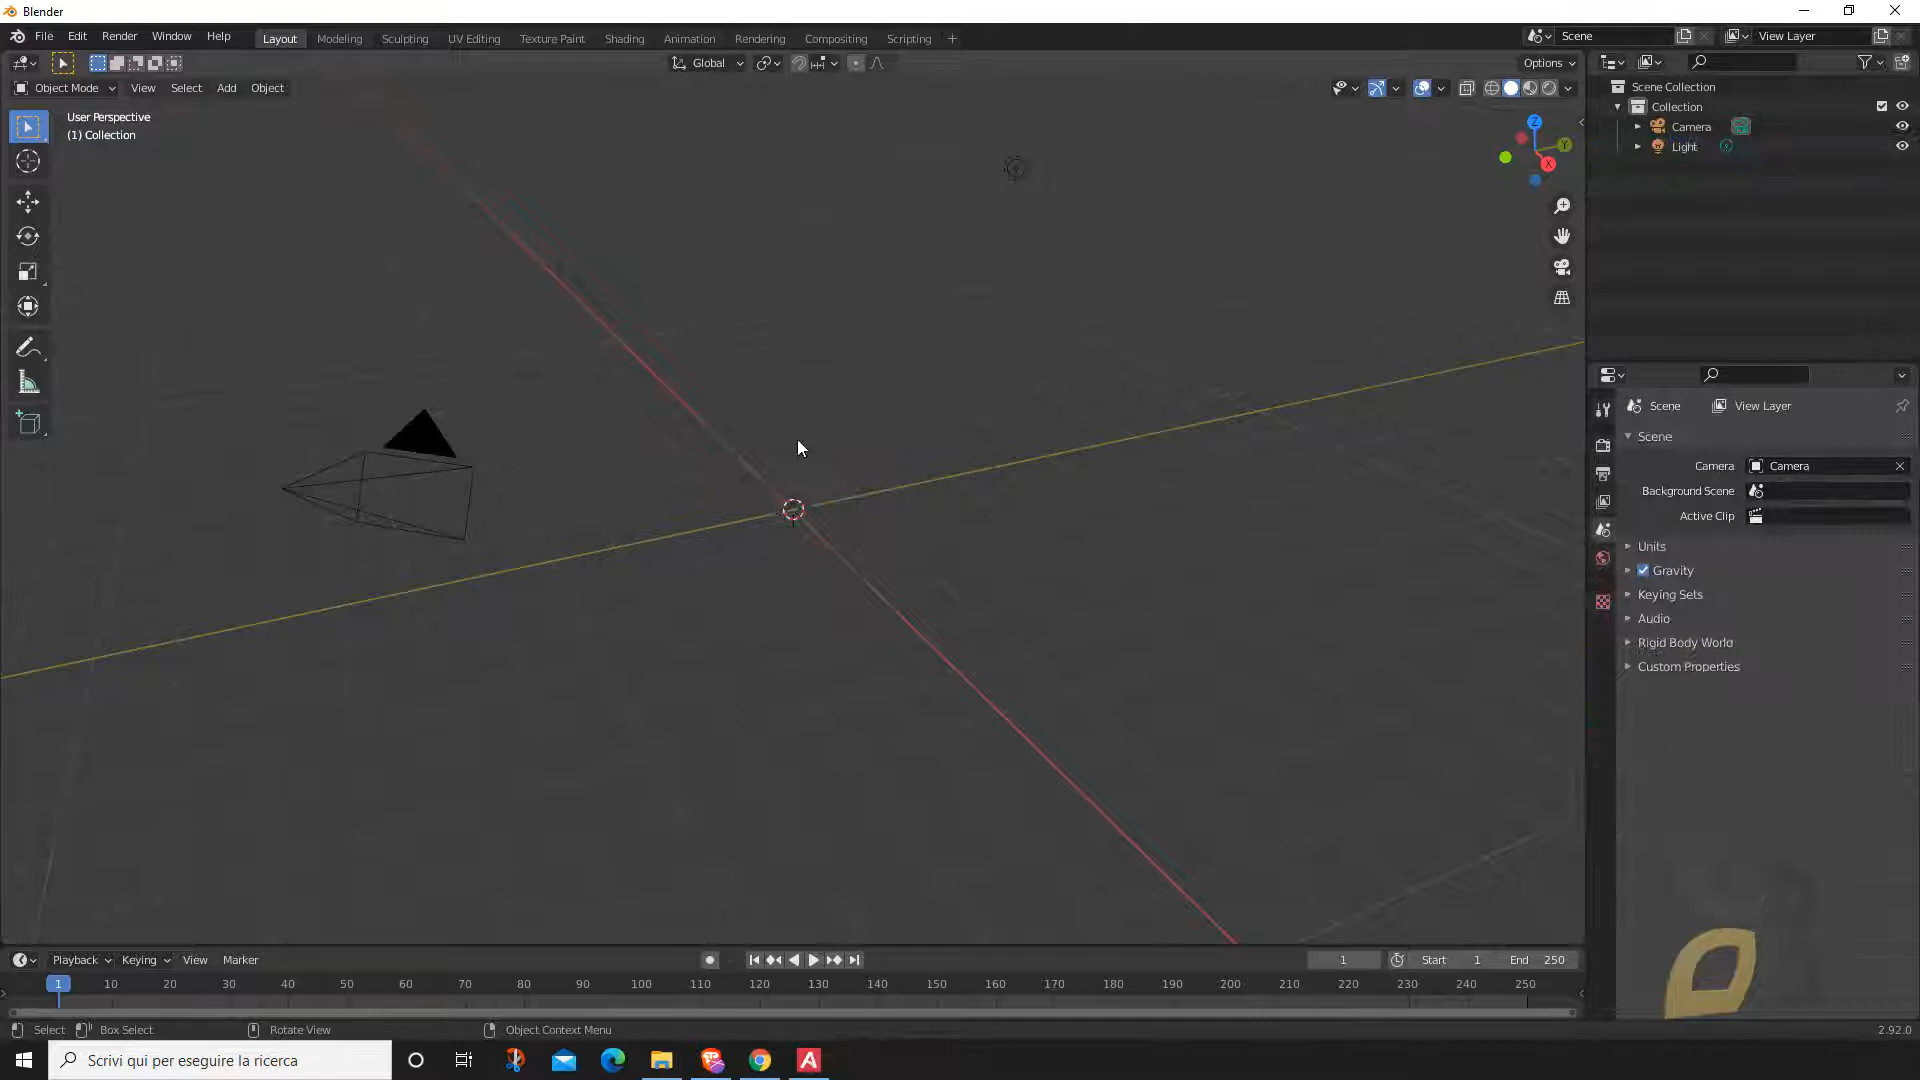 Blender
File Edit Render Window Help Layout Modeling Sculpting UV Editing Texture Paint Shading Animation Rendering Compositing Scripting + Scene View Layer
Global Options
Object Mode View Select Add Object
User Perspective
(1) Collection
Z
Y
X
Scene Collection
Collection
Camera
Light
Scene View Layer
Scene
Camera Camera
Background Scene
Active Clip
Units
Gravity
Keying Sets
Audio
Rigid Body World
Custom Properties
Playback Keying View Marker 1 Start 1 End 250
1 10 20 30 40 50 60 70 80 90 100 110 120 130 140 150 160 170 180 190 200 210 220 230 240 250
Select Box Select Rotate View Object Context Menu 2.92.0
Scrivi qui per eseguire la ricerca